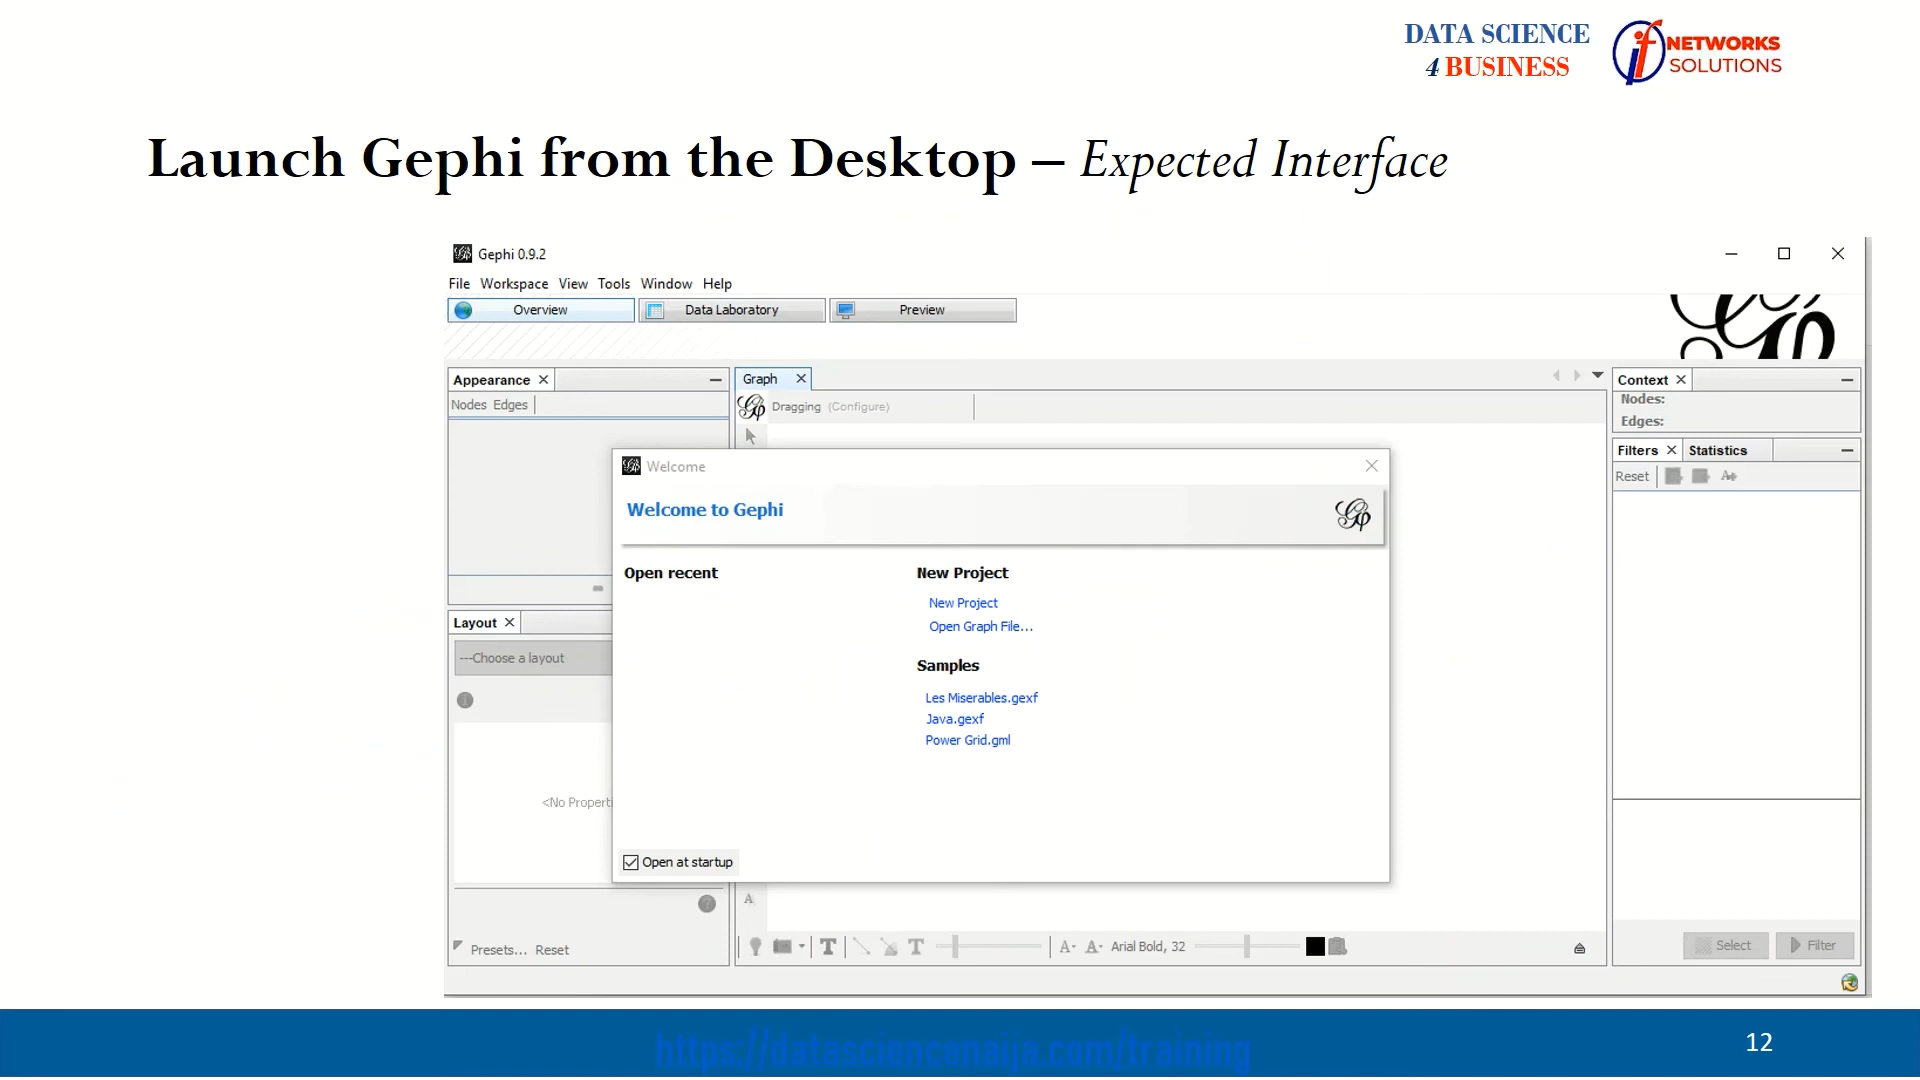 DATA SCIENCE
4 BUSINESS
if NETWORKS
SOLUTIONS
Launch Gephi from the Desktop – Expected Interface
Gephi 0.9.2
File Workspace View Tools Window Help
Overview Data Laboratory Preview
Appearance
Nodes Edges
Graph
Dragging (Configure)
Context
Nodes:
Edges:
Filters Statistics
Reset
Welcome
Welcome to Gephi
Open recent
New Project
New Project
Open Graph File...
Samples
Les Miserables.gexf
Java.gexf
Power Grid.gml
Open at startup
Layout
---Choose a layout
<No Properti
Presets... Reset
A
T T A- A- Arial Bold, 32
Select Filter
https://datasciencenaija.com/training
12